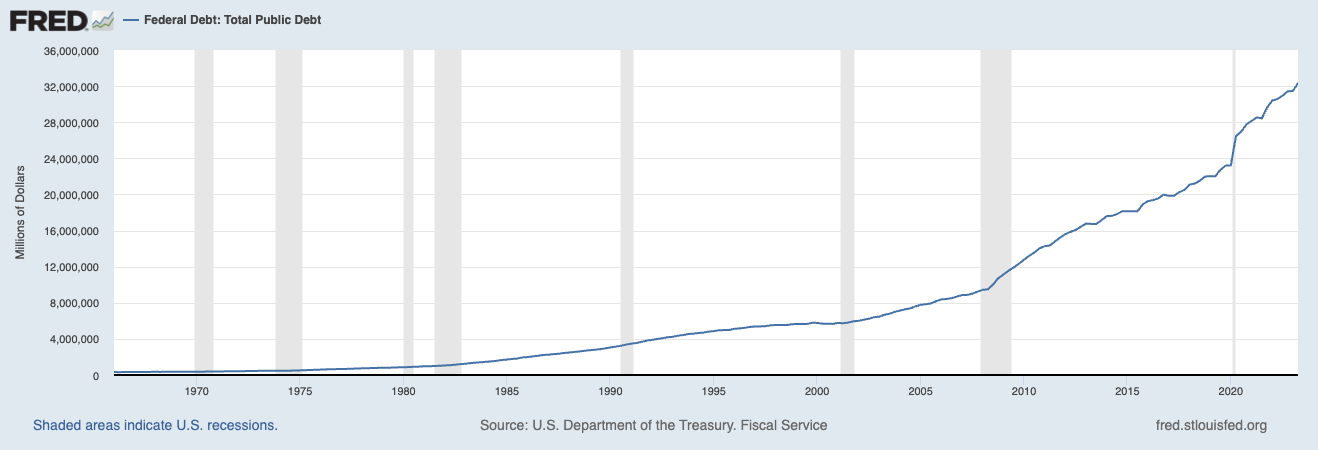 FRED
Federal Debt: Total Public Debt
36,000,000
32,000,000
28,000,000
24,000,000
20,000,000
16,000,000
12,000,000
8,000,000
4,000,000
0
Millions of Dollars
1970 1975 1980 1985 1990 1995 2000 2005 2010 2015 2020
Shaded areas indicate U.S. recessions.
Source: U.S. Department of the Treasury. Fiscal Service
fred.stlouisfed.org